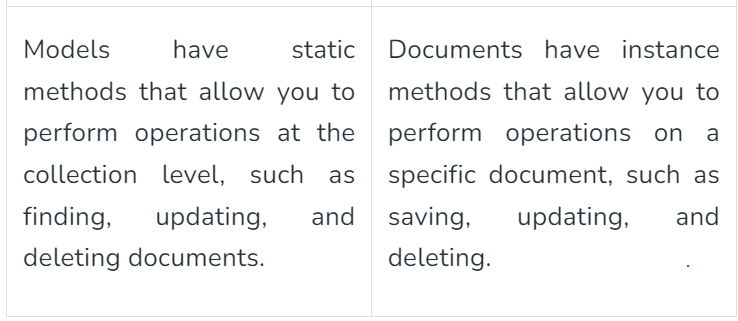 Models have static
methods that allow you to
perform operations at the
collection level, such as
finding, updating, and
deleting documents.
Documents have instance
methods that allow you to
perform operations on a
specific document, such as
saving, updating, and
deleting.